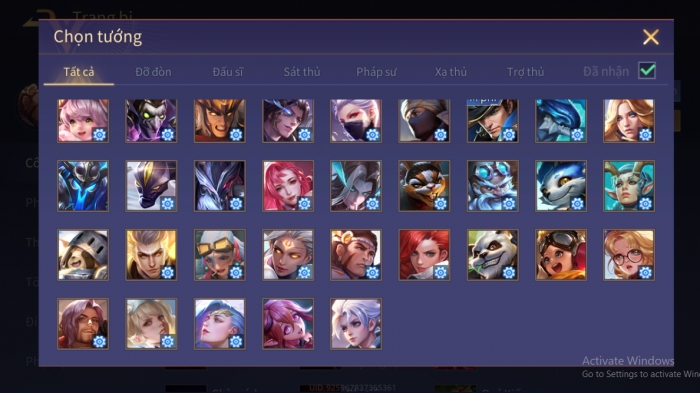 Trang bị
Chọn tướng
Tất cả
Đỡ đòn
Đấu sĩ
Sát thủ
Pháp sư
Xạ thủ
Trợ thủ
Đã nhận
Activate Windows
Go to Settings to activate Win